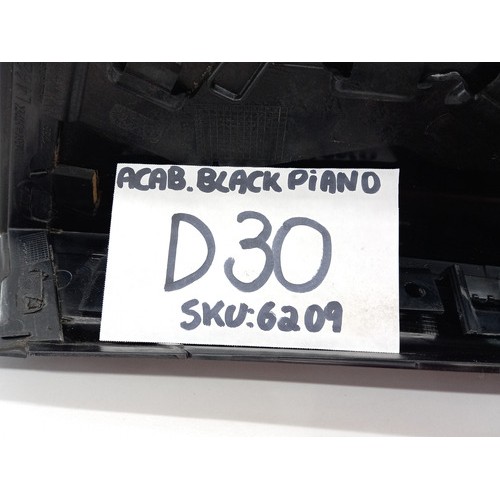 ACAB. BLACK PiANO
D30
SKU:6209